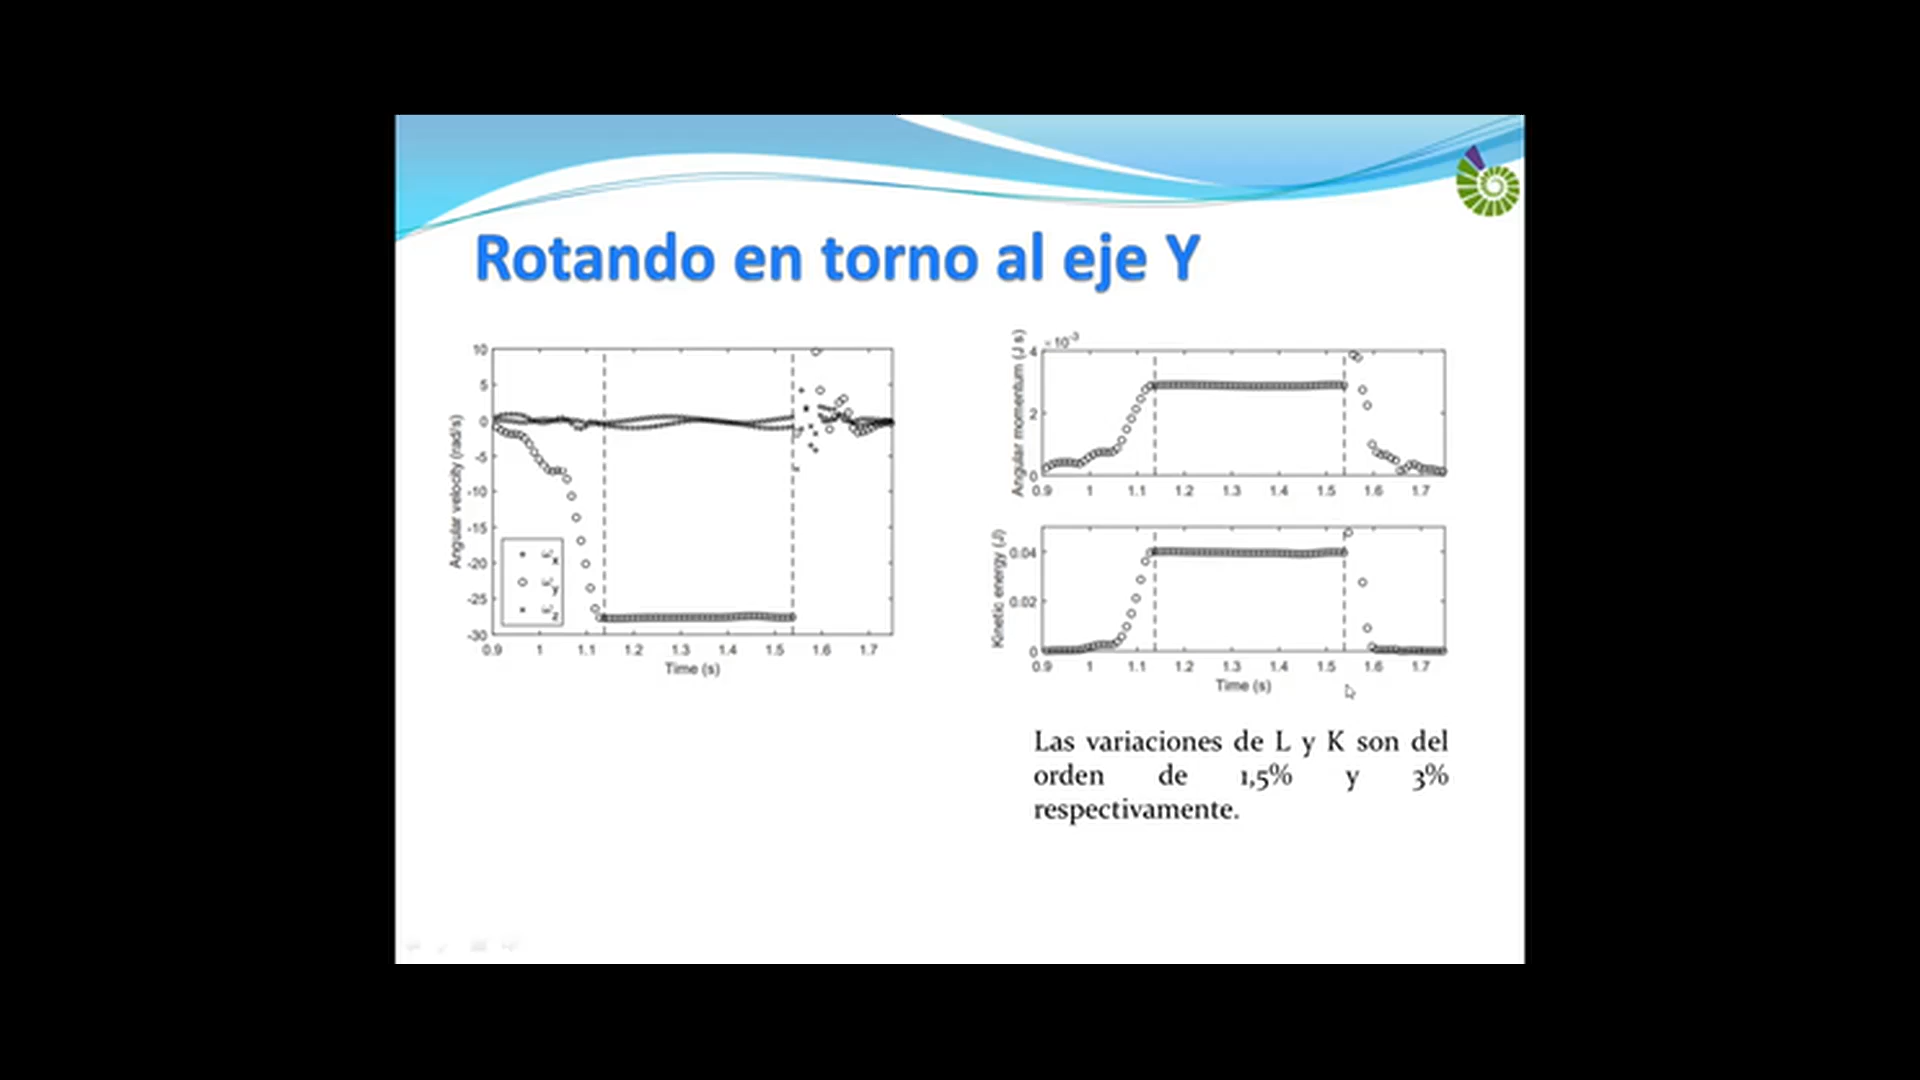 Rotando en torno al eje Y
10
5
0
-5
-10
-15
-20
-25
-30
Angular velocity (rad/s)
ω x
ω y
ω z
0.9 1 1.1 1.2 1.3 1.4 1.5 1.6 1.7
Time (s)
× 10⁻³
4
2
0
Angular momentum (J s)
0.9 1 1.1 1.2 1.3 1.4 1.5 1.6 1.7
0.04
0.02
0
Kinetic energy (J)
0.9 1 1.1 1.2 1.3 1.4 1.5 1.6 1.7
Time (s)
Las variaciones de L y K son del
orden de 1,5% y 3%
respectivamente.